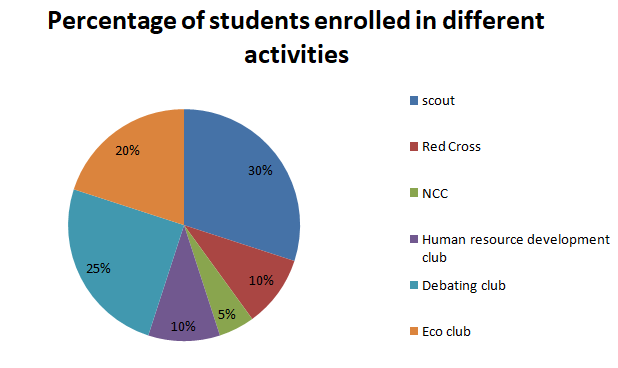 Percentage of students enrolled in different
activities
20%
30%
25%
10%
5%
10%
scout
Red Cross
NCC
Human resource development
club
Debating club
Eco club